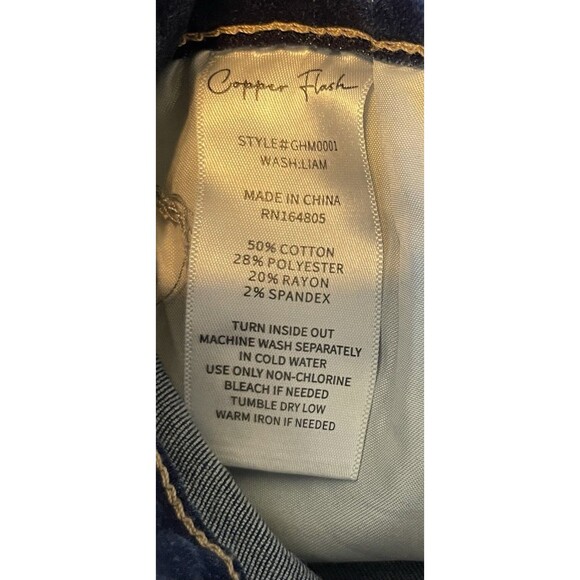 Copper Flash
STYLE#GHM0001
WASH:LIAM
MADE IN CHINA
RN164805
50% COTTON
28% POLYESTER
20% RAYON
2% SPANDEX
TURN INSIDE OUT
MACHINE WASH SEPARATELY
IN COLD WATER
USE ONLY NON-CHLORINE
BLEACH IF NEEDED
TUMBLE DRY LOW
WARM IRON IF NEEDED